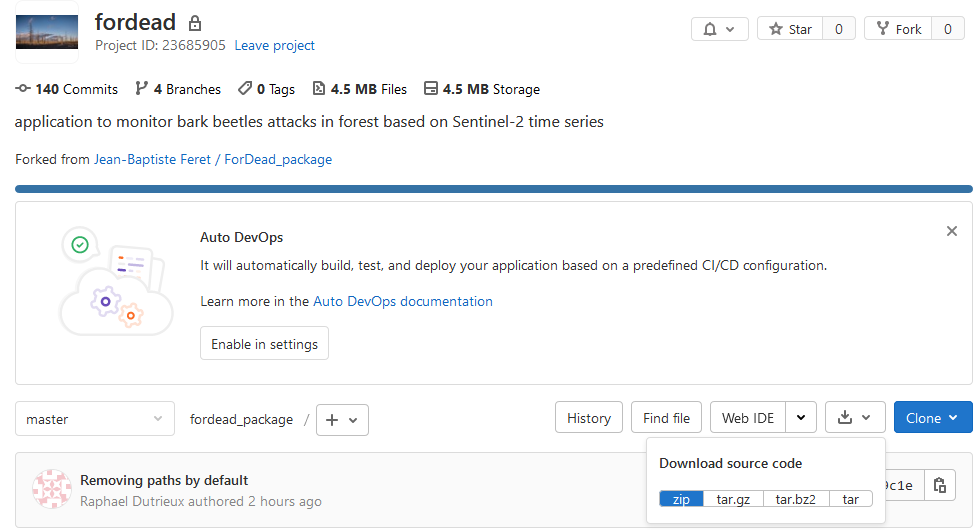 fordead
Project ID: 23685905 Leave project
Star 0 Fork 0
140 Commits 4 Branches 0 Tags 4.5 MB Files 4.5 MB Storage
application to monitor bark beetles attacks in forest based on Sentinel-2 time series
Forked from Jean-Baptiste Feret / ForDead_package
Auto DevOps
It will automatically build, test, and deploy your application based on a predefined CI/CD configuration.
Learn more in the Auto DevOps documentation
Enable in settings
master fordead_package / History Find file Web IDE Clone
Download source code
zip tar.gz tar.bz2 tar
Removing paths by default
Raphael Dutrieux authored 2 hours ago